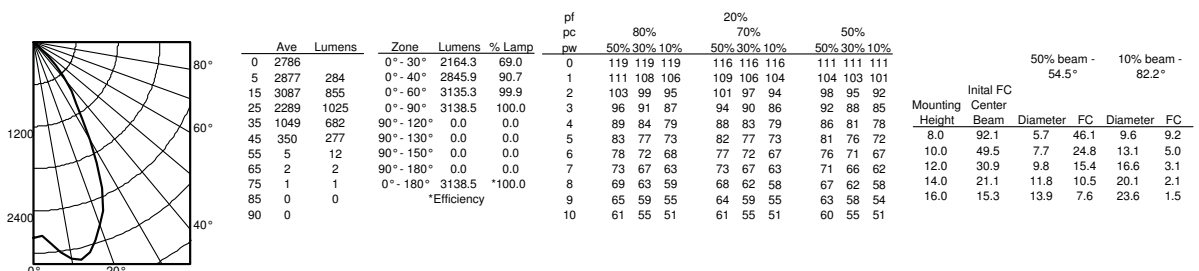 80°
60°
40°
1200
2400
0°
20°
Ave Lumens
0 2786
5 2877 284
15 3087 855
25 2289 1025
35 1049 682
45 350 277
55 5 12
65 2 2
75 1 1
85 0 0
90 0
Zone Lumens % Lamp
0°- 30° 2164.3 69.0
0°- 40° 2845.9 90.7
0°- 60° 3135.3 99.9
0°- 90° 3138.5 100.0
90°- 120° 0.0 0.0
90°- 130° 0.0 0.0
90°- 150° 0.0 0.0
90°- 180° 0.0 0.0
0°- 180° 3138.5 *100.0
*Efficiency
pf 20%
pc 80% 70% 50%
pw 50% 30% 10% 50% 30% 10% 50% 30% 10%
0 119 119 119 116 116 116 111 111 111
1 111 108 106 109 106 104 104 103 101
2 103 99 95 101 97 94 98 95 92
3 96 91 87 94 90 86 92 88 85
4 89 84 79 88 83 79 86 81 78
5 83 77 73 82 77 73 81 76 72
6 78 72 68 77 72 67 76 71 67
7 73 67 63 73 67 63 71 66 62
8 69 63 59 68 62 58 67 62 58
9 65 59 55 64 59 55 63 58 54
10 61 55 51 61 55 51 60 55 51
50% beam - 10% beam -
54.5° 82.2°
Inital FC
Mounting Center
Height Beam Diameter FC Diameter FC
8.0 92.1 5.7 46.1 9.6 9.2
10.0 49.5 7.7 24.8 13.1 5.0
12.0 30.9 9.8 15.4 16.6 3.1
14.0 21.1 11.8 10.5 20.1 2.1
16.0 15.3 13.9 7.6 23.6 1.5